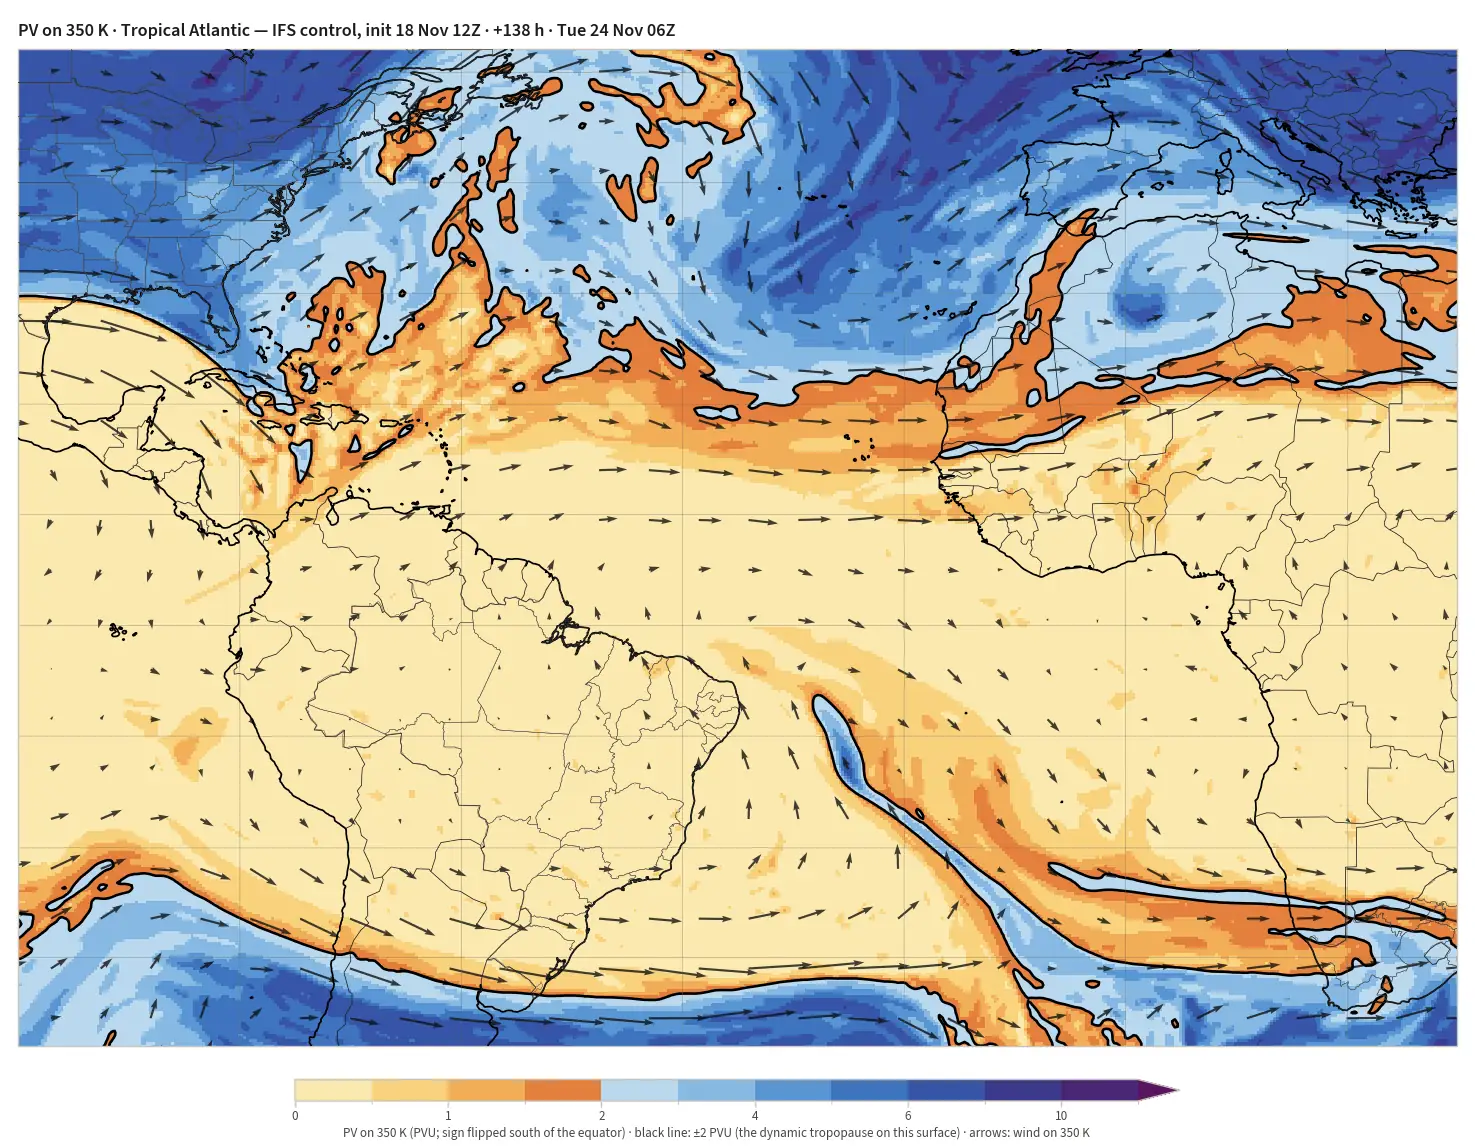 PV on 350 K · Tropical Atlantic — IFS control, init 18 Nov 12Z · +138 h · Tue 24 Nov 06Z
0 1 2 4 6 10
PV on 350 K (PVU; sign flipped south of the equator) · black line: ±2 PVU (the dynamic tropopause on this surface) · arrows: wind on 350 K